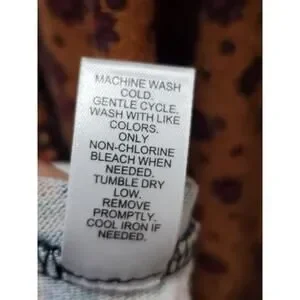 MACHINE WASH
COLD.
GENTLE CYCLE.
WASH WITH LIKE
COLORS.
ONLY
NON-CHLORINE
BLEACH WHEN
NEEDED.
TUMBLE DRY
LOW.
REMOVE
PROMPTLY.
COOL IRON IF
NEEDED.